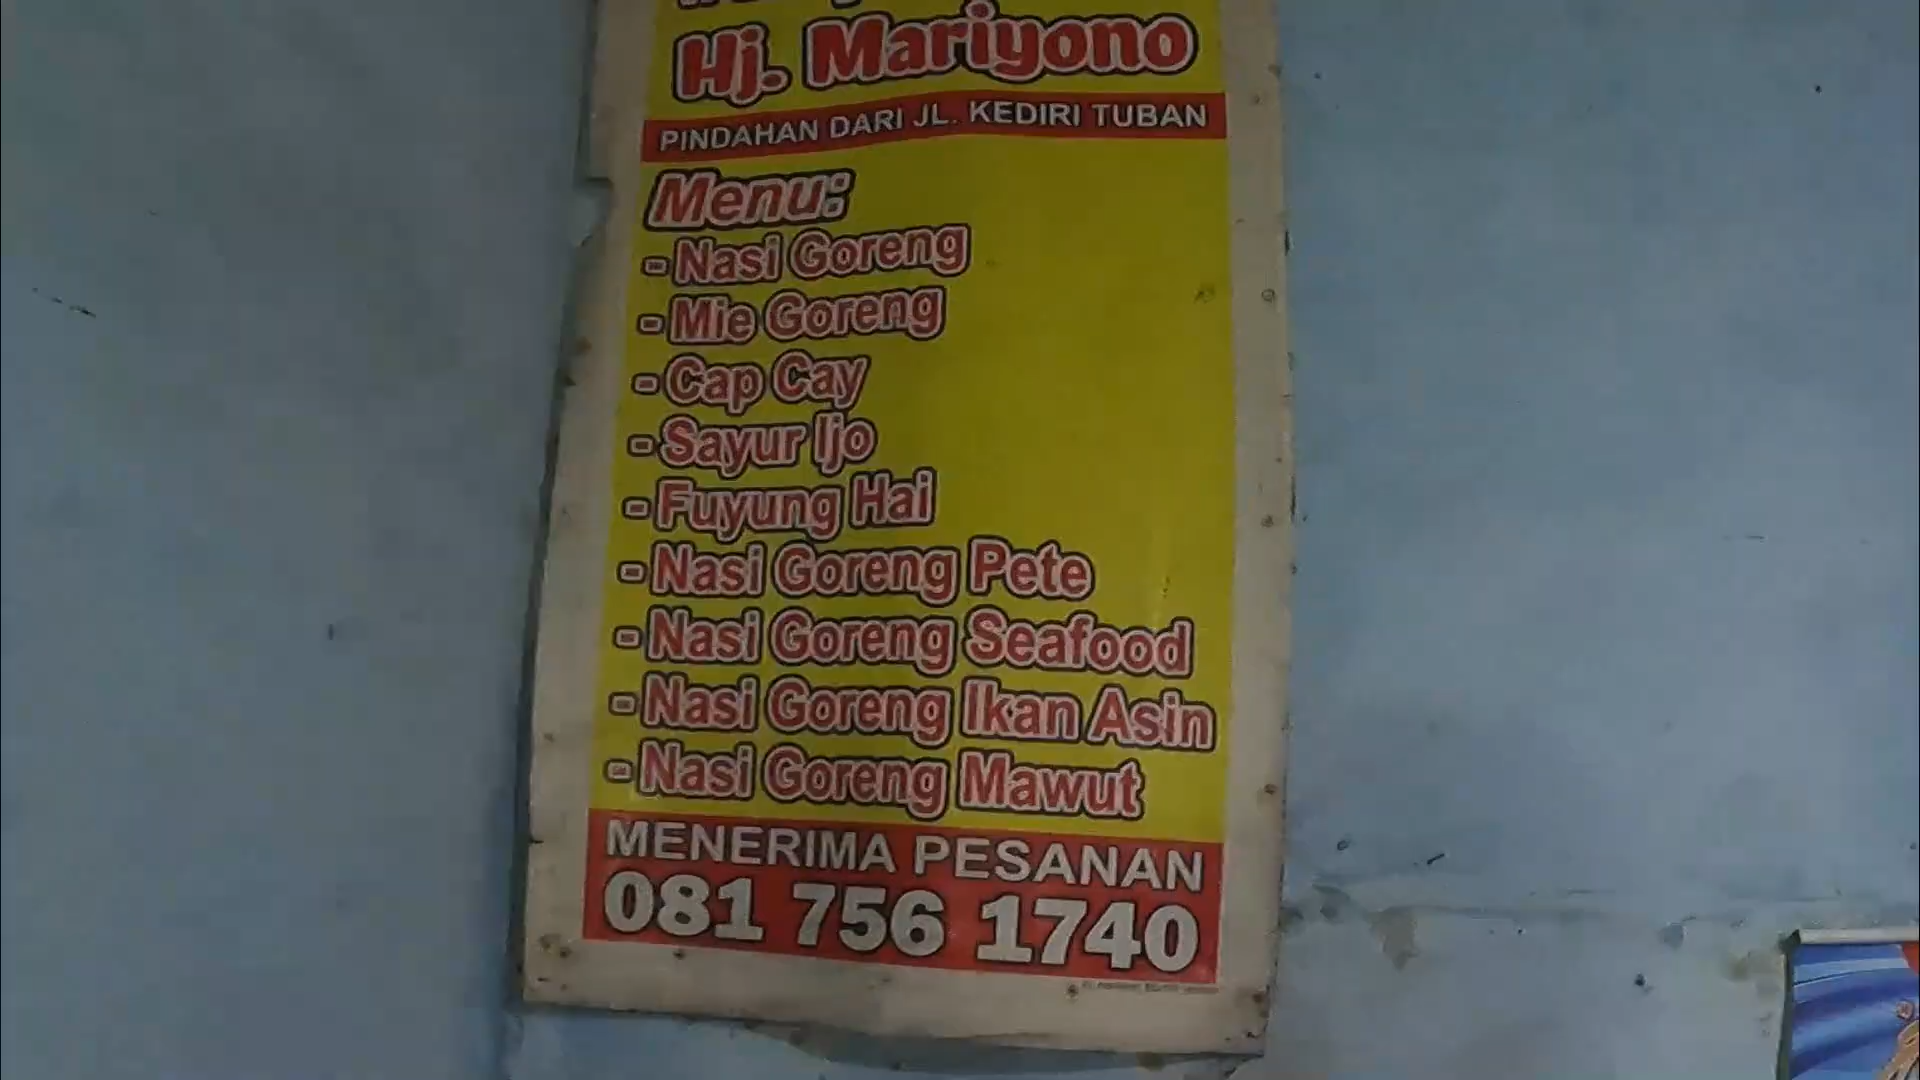 Hj. Mariyono
PINDAHAN DARI JL. KEDIRI TUBAN
Menu:
- Nasi Goreng
- Mie Goreng
- Cap Cay
- Sayur Ijo
- Fuyung Hai
- Nasi Goreng Pete
- Nasi Goreng Seafood
- Nasi Goreng Ikan Asin
- Nasi Goreng Mawut
MENERIMA PESANAN
081 756 1740